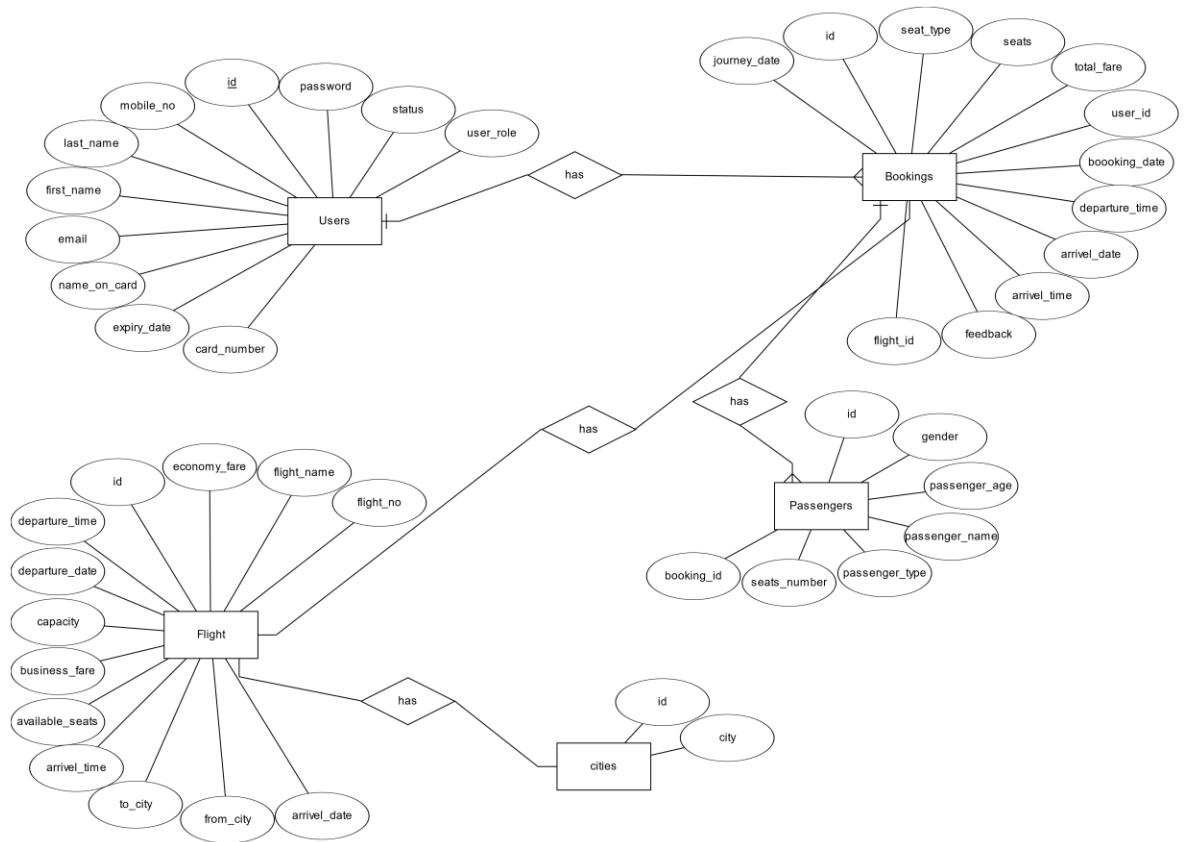 id
seat_type
seats
journey_date
total_fare
id
password
mobile_no
status
user_id
user_role
last_name
boooking_date
has
Bookings
first_name
departure_time
Users
email
arrivel_date
name_on_card
arrivel_time
expiry_date
feedback
flight_id
card_number
has
id
has
gender
economy_fare
flight_name
id
flight_no
passenger_age
Passengers
departure_time
passenger_name
departure_date
booking_id
seats_number
passenger_type
capacity
Flight
business_fare
has
id
available_seats
city
arrivel_time
cities
to_city
from_city
arrivel_date